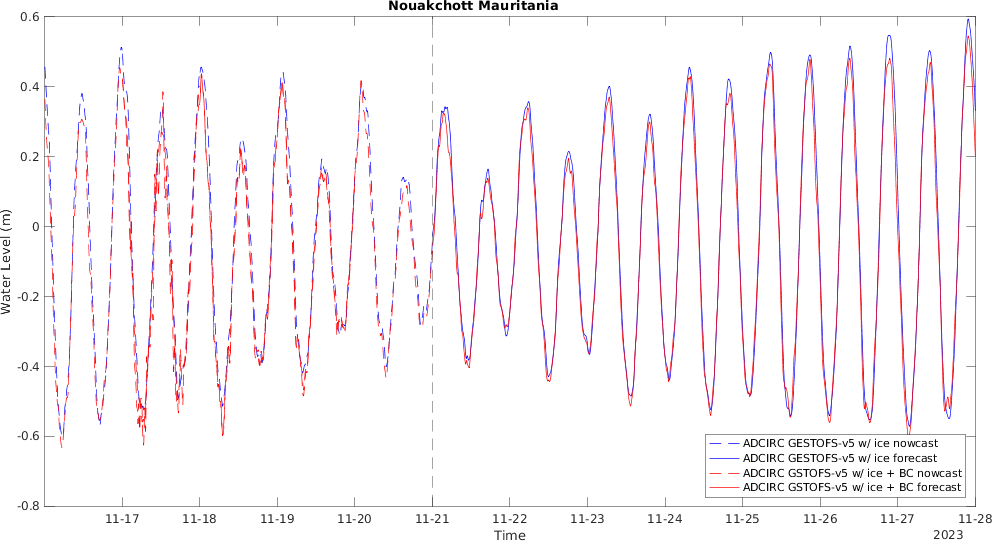 Nouakchott Mauritania
0.6
0.4
0.2
0
-0.2
-0.4
-0.6
-0.8
Water Level (m)
ADCIRC GESTOFS-v5 w/ ice nowcast
ADCIRC GESTOFS-v5 w/ ice forecast
ADCIRC GSTOFS-v5 w/ ice + BC nowcast
ADCIRC GSTOFS-v5 w/ ice + BC forecast
11-17 11-18 11-19 11-20 11-21 11-22 11-23 11-24 11-25 11-26 11-27 11-28
Time
2023